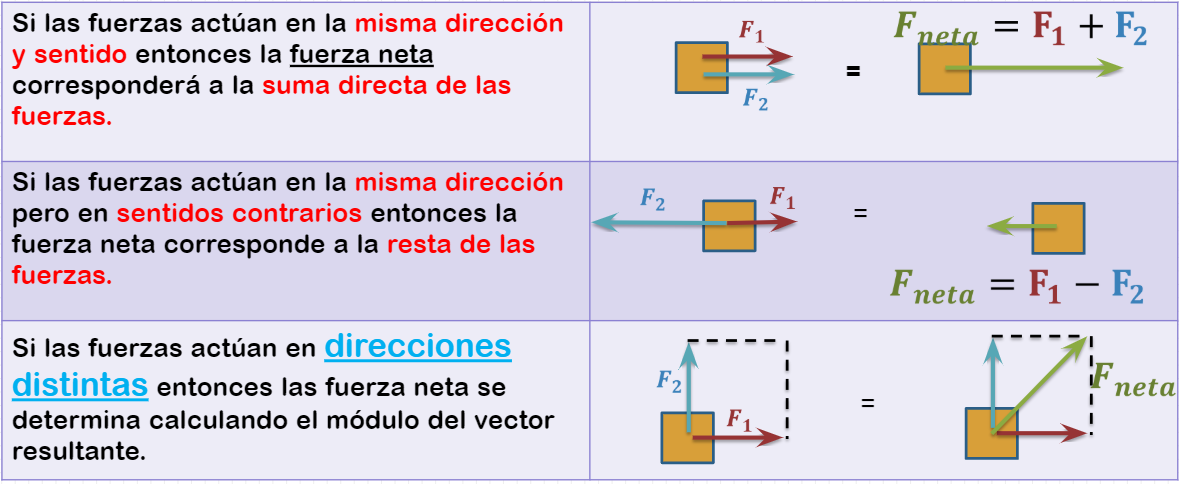 Si las fuerzas actúan en la misma dirección
y sentido entonces la fuerza neta
corresponderá a la suma directa de las
fuerzas.
F₁
F₂
=
Fₙₑₜₐ = F₁ + F₂
Si las fuerzas actúan en la misma dirección
pero en sentidos contrarios entonces la
fuerza neta corresponde a la resta de las
fuerzas.
F₂ F₁
=
Fₙₑₜₐ = F₁ − F₂
Si las fuerzas actúan en direcciones
distintas entonces las fuerza neta se
determina calculando el módulo del vector
resultante.
F₂
F₁
=
Fₙₑₜₐ